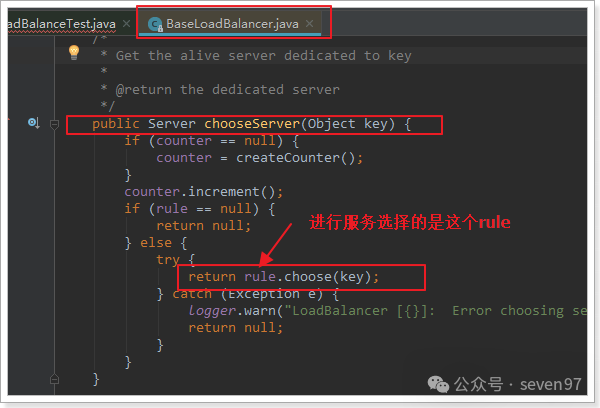 adBalanceTest.java × BaseLoadBalancer.java ×
/*
* Get the alive server dedicated to key
*
* @return the dedicated server
*/
public Server chooseServer(Object key) {
if (counter == null) {
counter = createCounter();
}
counter.increment();
if (rule == null) {
return null;
} else {
进行服务选择的是这个rule
try {
return rule.choose(key);
} catch (Exception e) {
logger.warn("LoadBalancer [{}]:  Error choosing se
return null;
}
}
}
公众号 · seven97